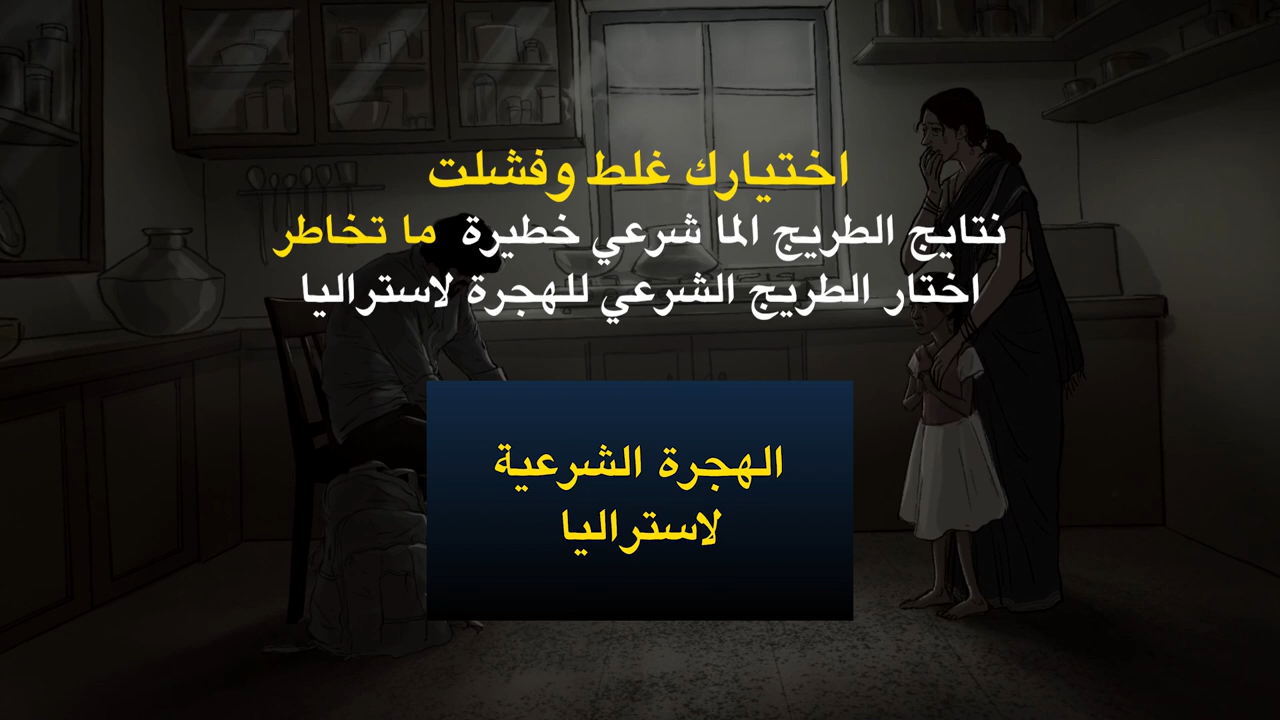 اختيارك غلط وفشلت
نتايج الطريج الما شرعي خطيرة ما تخاطر
اختار الطريج الشرعي للهجرة لاستراليا
الهجرة الشرعية
لاستراليا